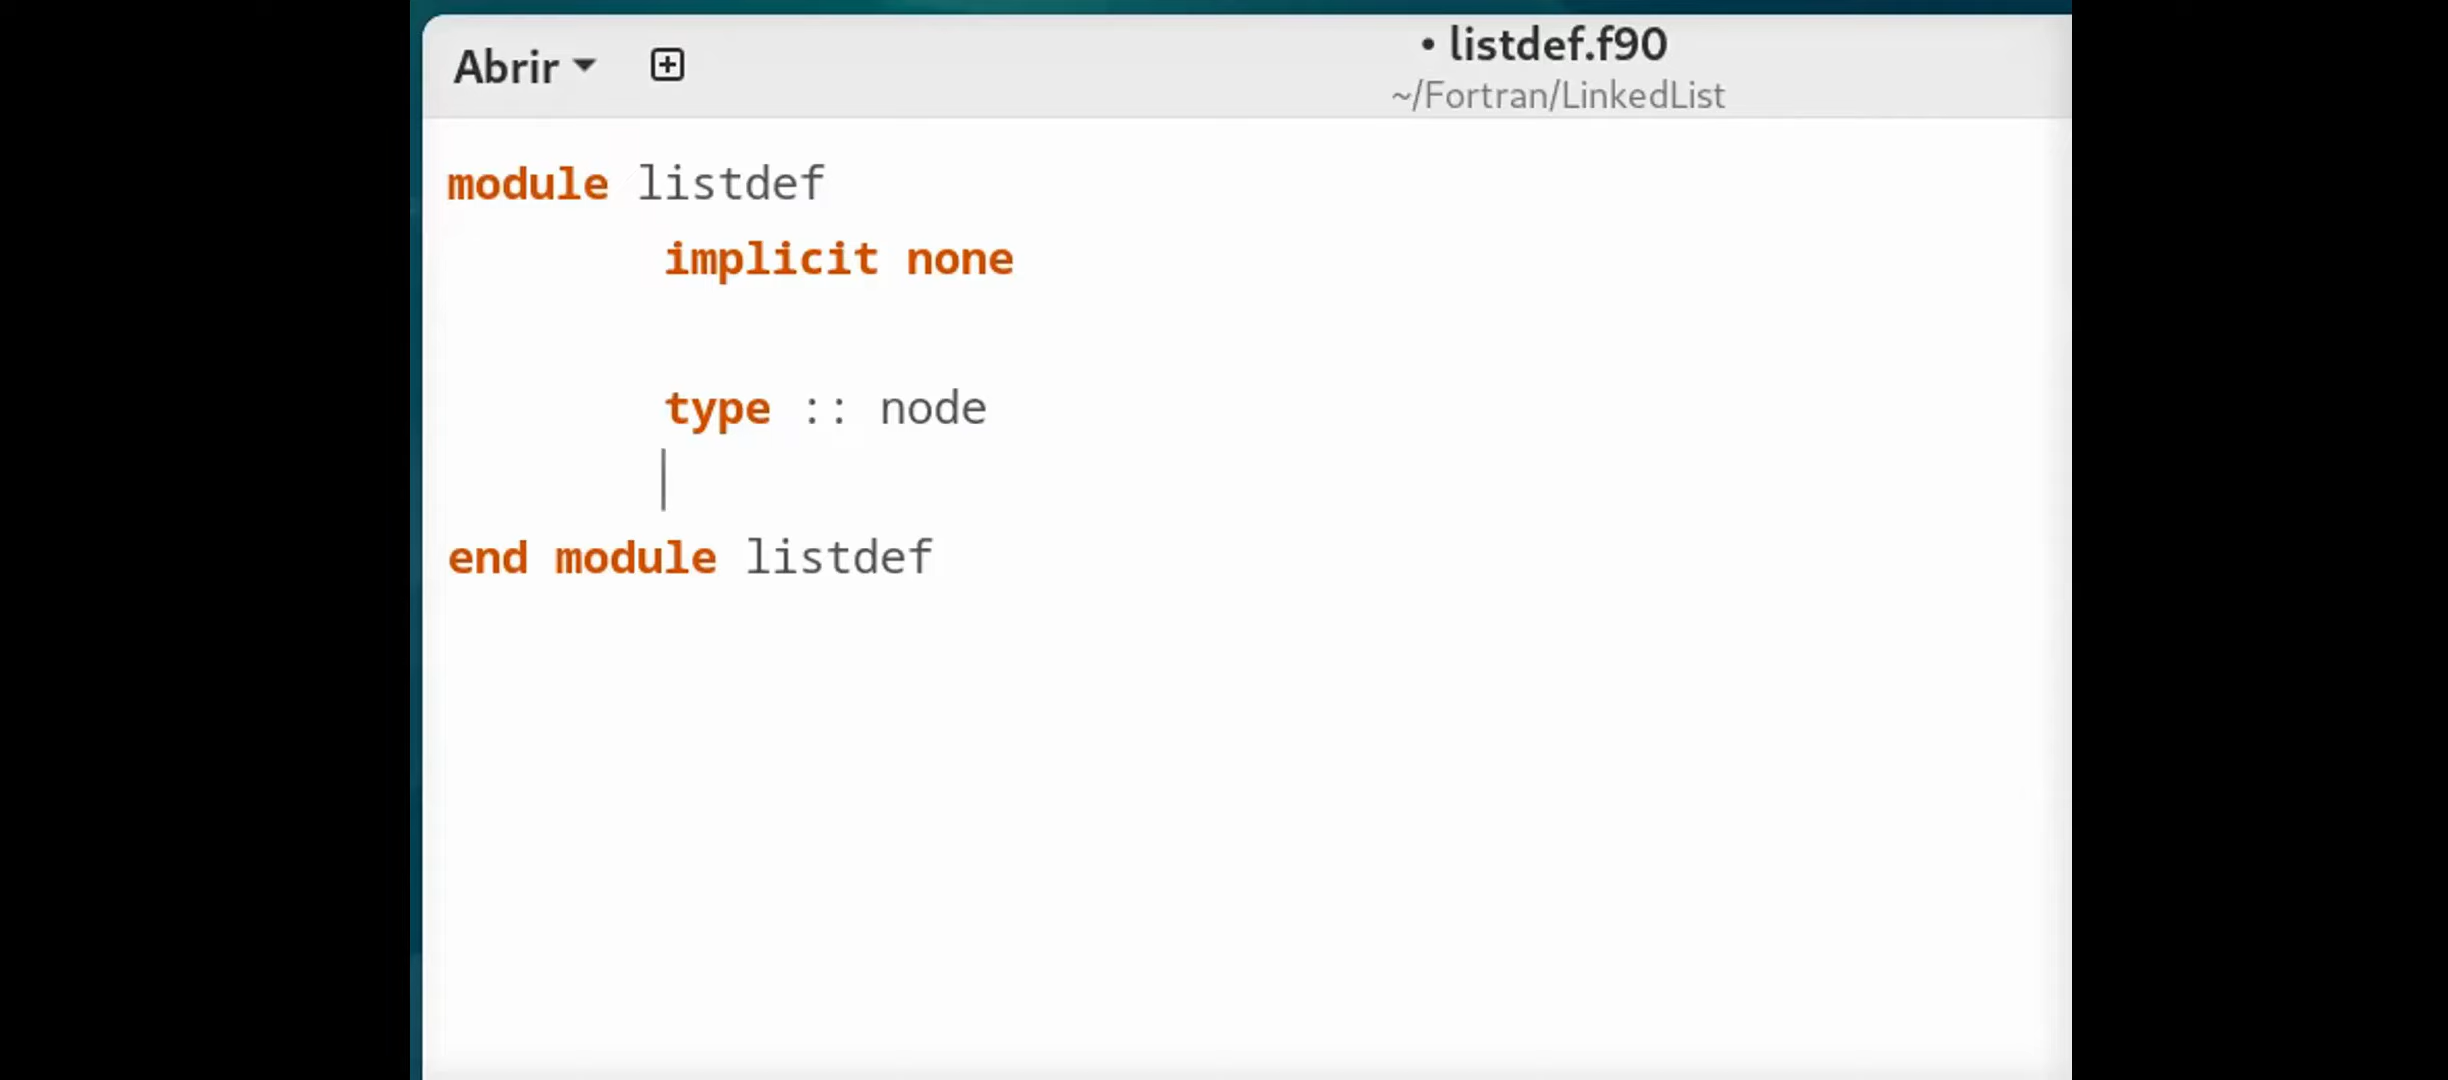 Abrir
• listdef.f90
~/Fortran/LinkedList
module listdef
implicit none
type :: node
end module listdef